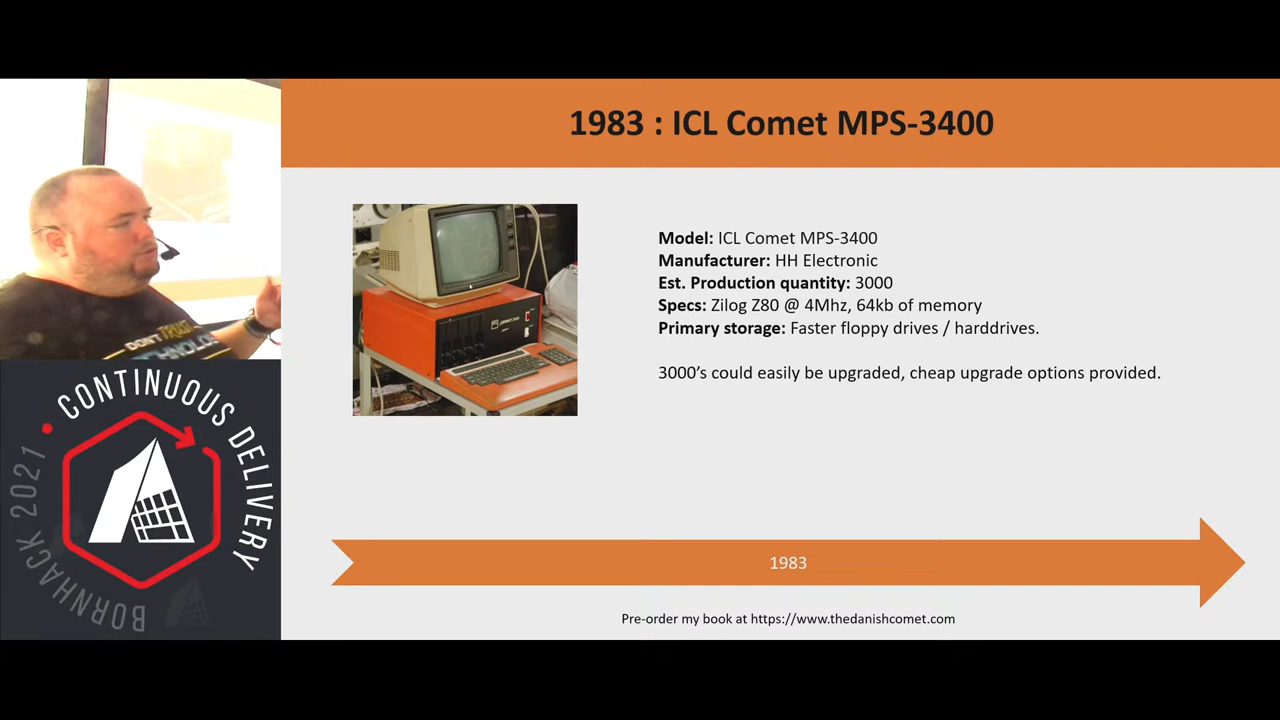 1983 : ICL Comet MPS-3400
Model: ICL Comet MPS-3400
Manufacturer: HH Electronic
Est. Production quantity: 3000
Specs: Zilog Z80 @ 4Mhz, 64kb of memory
Primary storage: Faster floppy drives / harddrives.
3000’s could easily be upgraded, cheap upgrade options provided.
1983
Pre-order my book at https://www.thedanishcomet.com
DON'T
CONTINUOUS DELIVERY
BORNHACK 2021